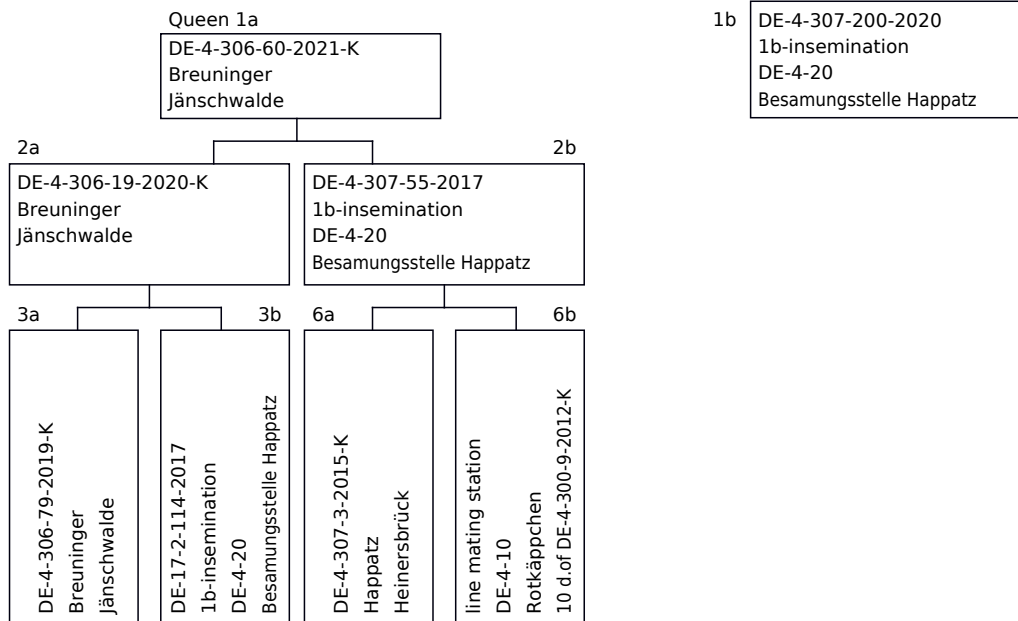 Queen 1a
DE-4-306-60-2021-K
Breuninger
Jänschwalde
1b
DE-4-307-200-2020
1b-insemination
DE-4-20
Besamungsstelle Happatz
2a
DE-4-306-19-2020-K
Breuninger
Jänschwalde
2b
DE-4-307-55-2017
1b-insemination
DE-4-20
Besamungsstelle Happatz
3a
DE-4-306-79-2019-K
Breuninger
Jänschwalde
3b
DE-17-2-114-2017
1b-insemination
DE-4-20
Besamungsstelle Happatz
6a
DE-4-307-3-2015-K
Happatz
Heinersbrück
6b
line mating station
DE-4-10
Rotkäppchen
10 d.of DE-4-300-9-2012-K